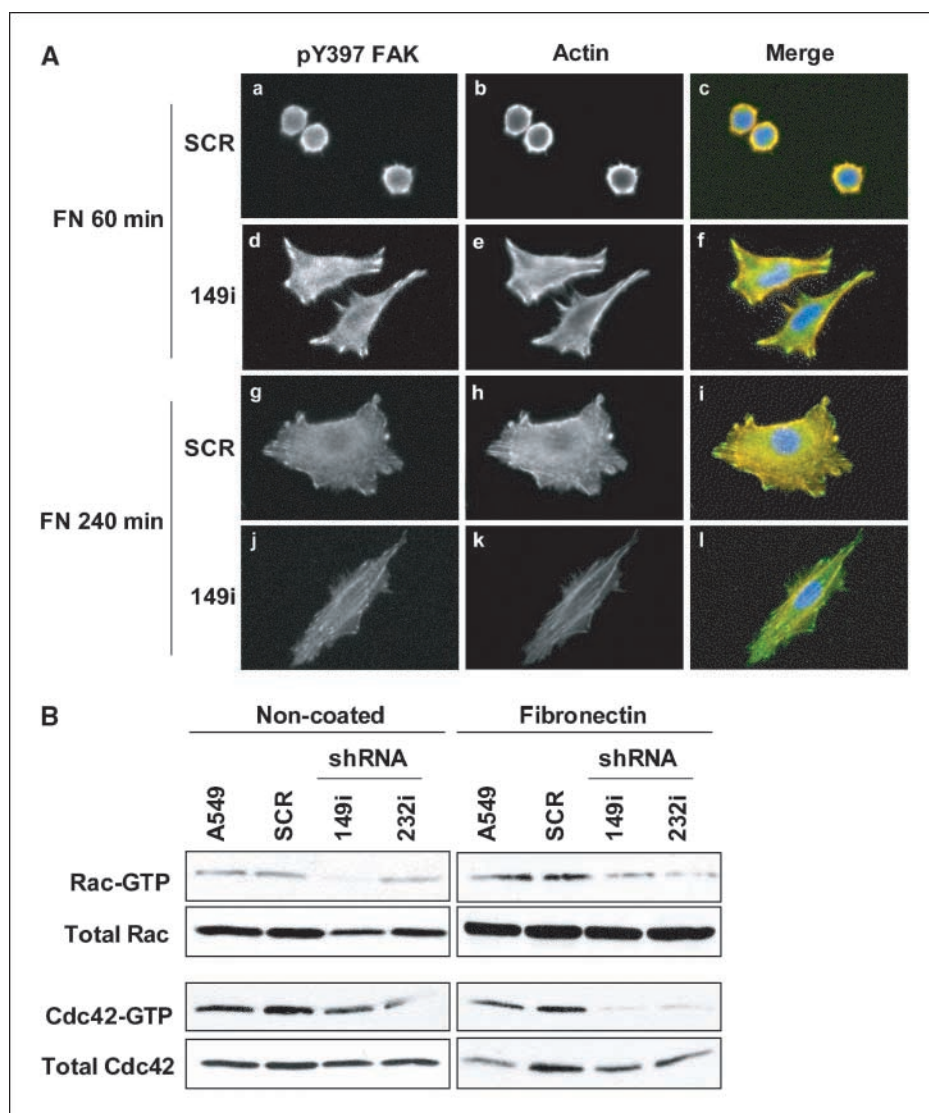 A
pY397 FAK Actin Merge
a b c
SCR
FN 60 min
d e f
149i
g h i
SCR
FN 240 min
j k l
149i
B
Non-coated Fibronectin
shRNA shRNA
A549 SCR 149i 232i A549 SCR 149i 232i
Rac-GTP
Total Rac
Cdc42-GTP
Total Cdc42